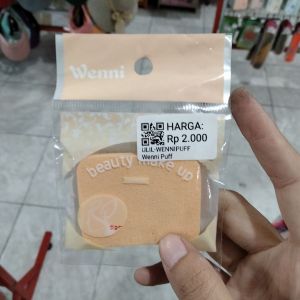 Wenni
HARGA:
Rp 2.000
ULIL-WENNIPUFF
Wenni Puff
beauty make up